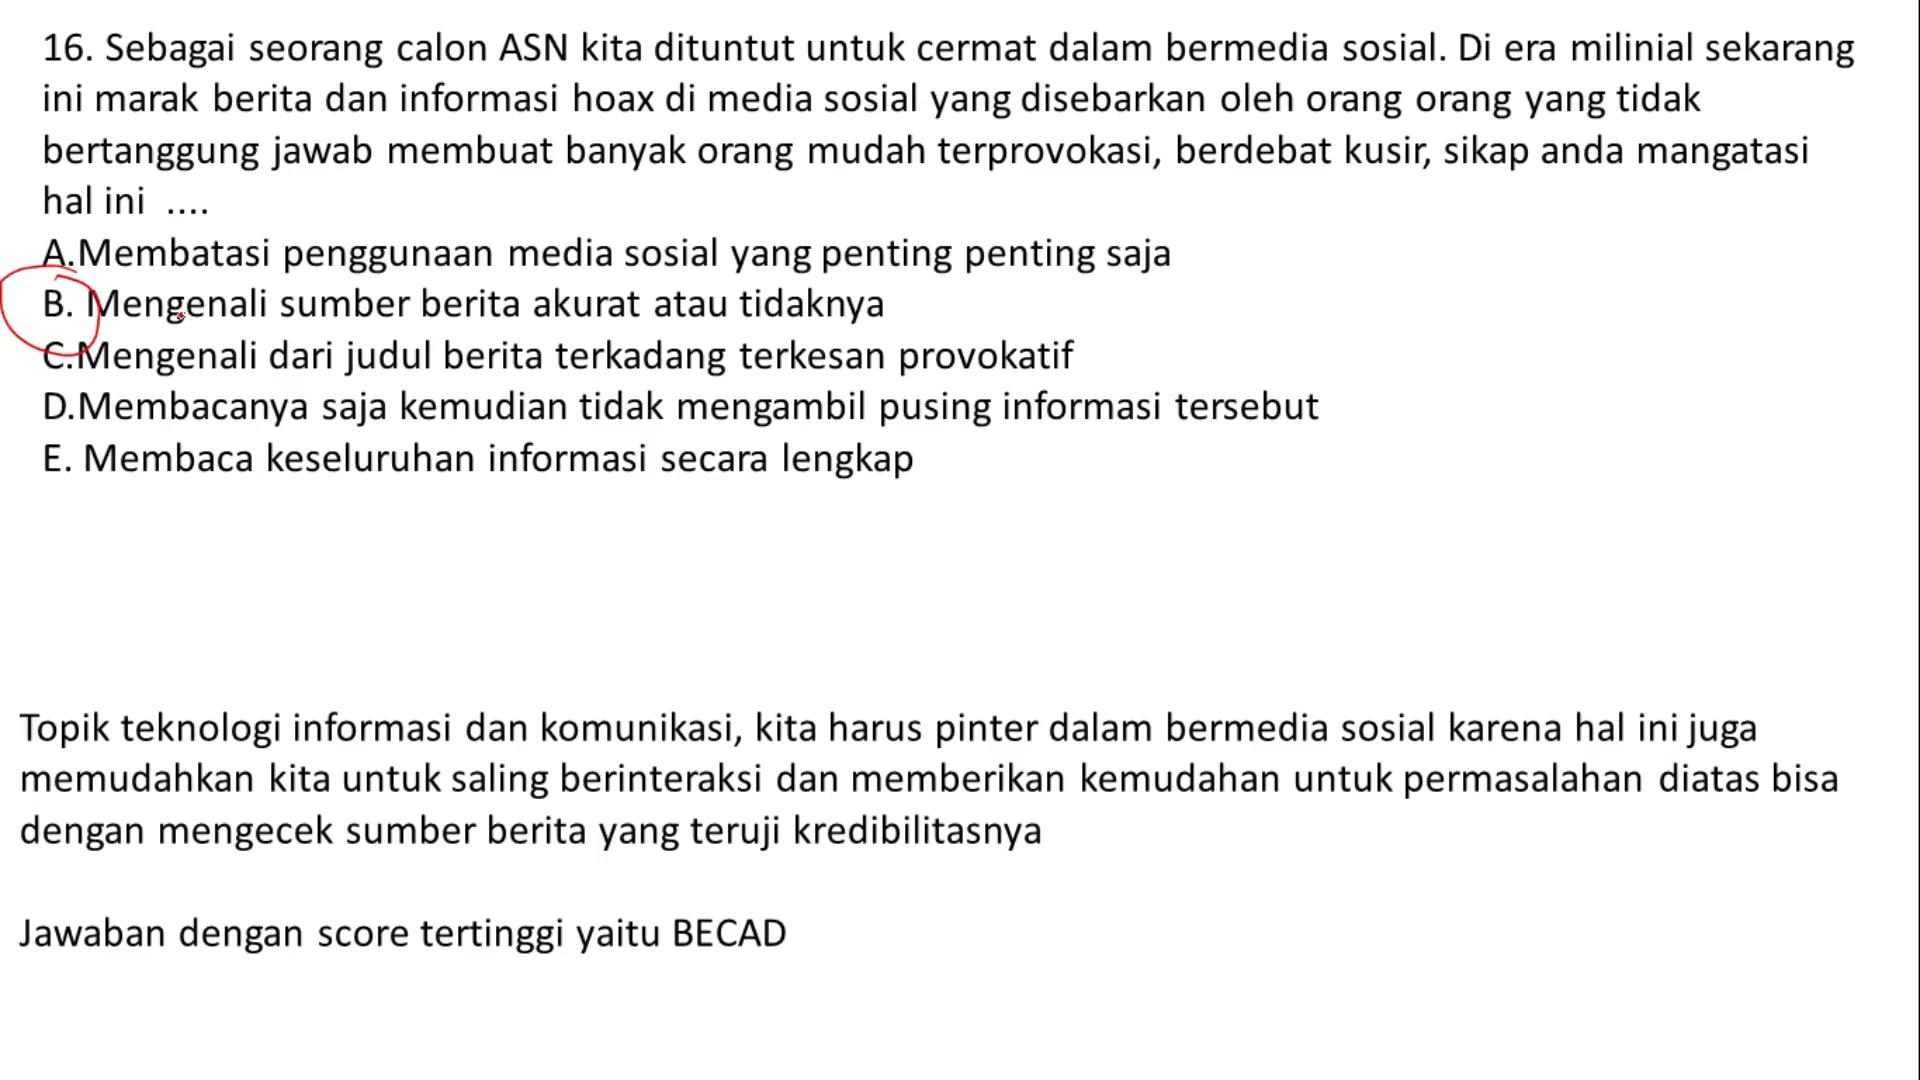 16. Sebagai seorang calon ASN kita dituntut untuk cermat dalam bermedia sosial. Di era milinial sekarang
ini marak berita dan informasi hoax di media sosial yang disebarkan oleh orang orang yang tidak
bertanggung jawab membuat banyak orang mudah terprovokasi, berdebat kusir, sikap anda mangatasi
hal ini  ....
A.Membatasi penggunaan media sosial yang penting penting saja
B. Mengenali sumber berita akurat atau tidaknya
C.Mengenali dari judul berita terkadang terkesan provokatif
D.Membacanya saja kemudian tidak mengambil pusing informasi tersebut
E. Membaca keseluruhan informasi secara lengkap
Topik teknologi informasi dan komunikasi, kita harus pinter dalam bermedia sosial karena hal ini juga
memudahkan kita untuk saling berinteraksi dan memberikan kemudahan untuk permasalahan diatas bisa
dengan mengecek sumber berita yang teruji kredibilitasnya
Jawaban dengan score tertinggi yaitu BECAD